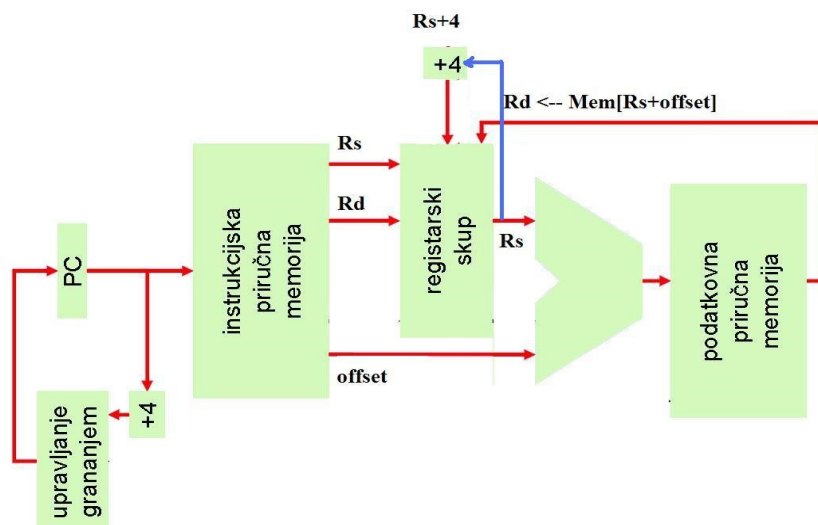 Rs+4
+4
Rd <-- Mem[Rs+offset]
Rs
Rd
Rs
offset
PC
+4
upravljanje
grananjem
instrukcijska
priručna
memorija
registarski
skup
podatkovna
priručna
memorija